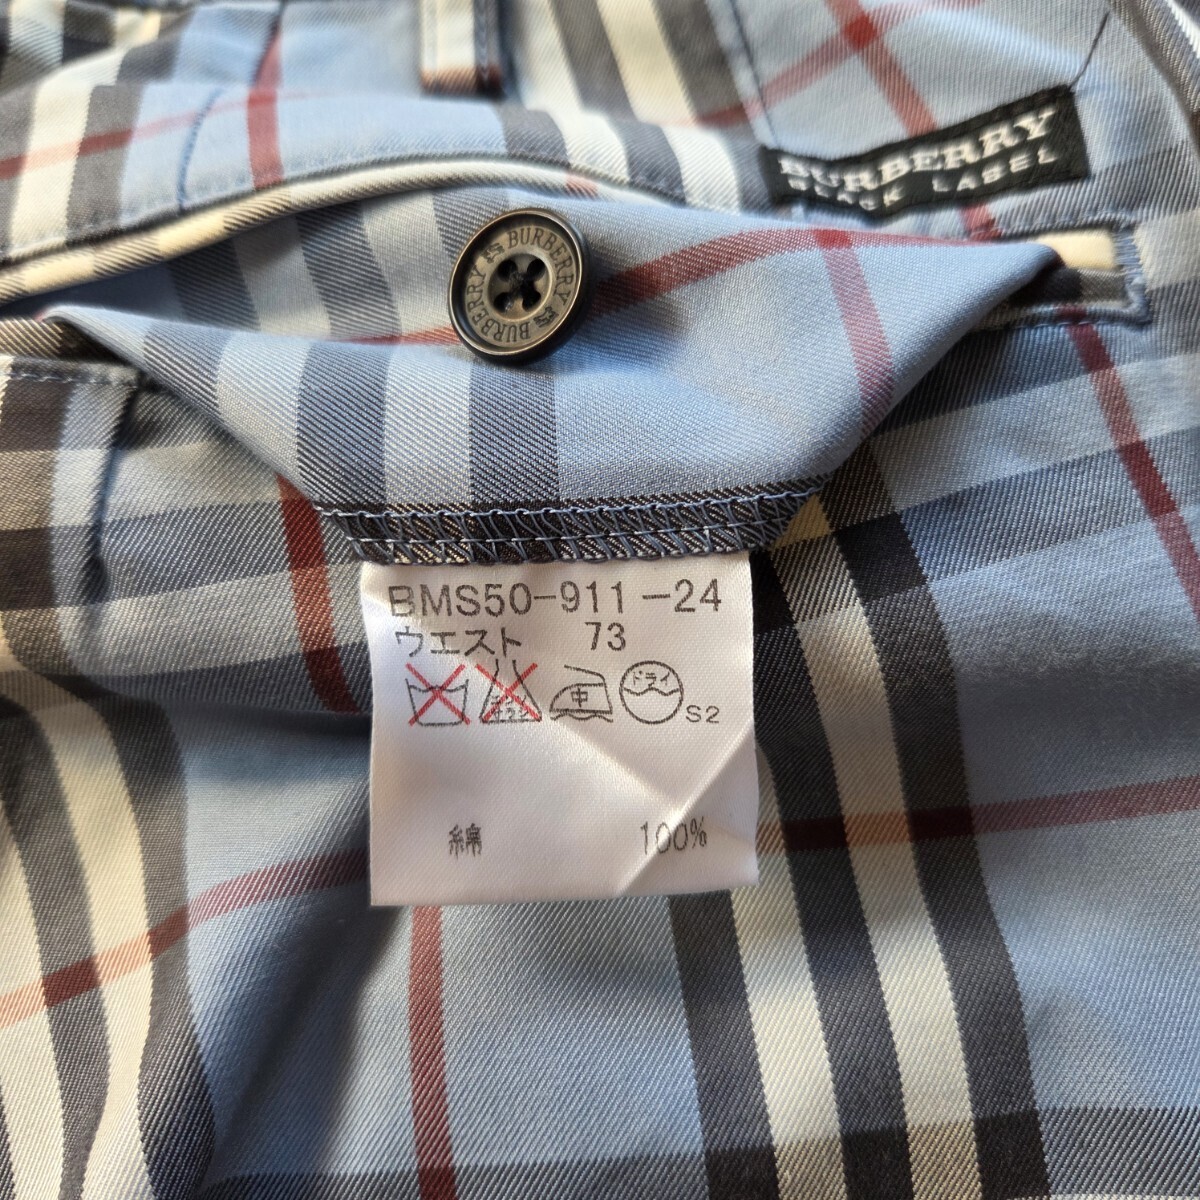 BURBERRY
BLACK LABEL
BURBERRY BURBERRY
BMS50-911-24
ウエスト 73
中 ドライ
S2
綿 100%